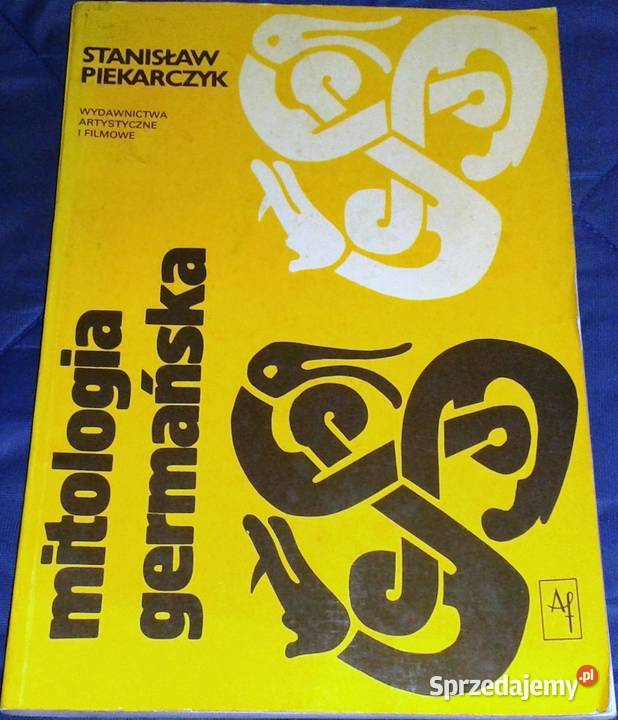 STANISŁAW
PIEKARCZYK
WYDAWNICTWA
ARTYSTYCZNE
I FILMOWE
mitologia
germańska
Af
Sprzedajemy.pl